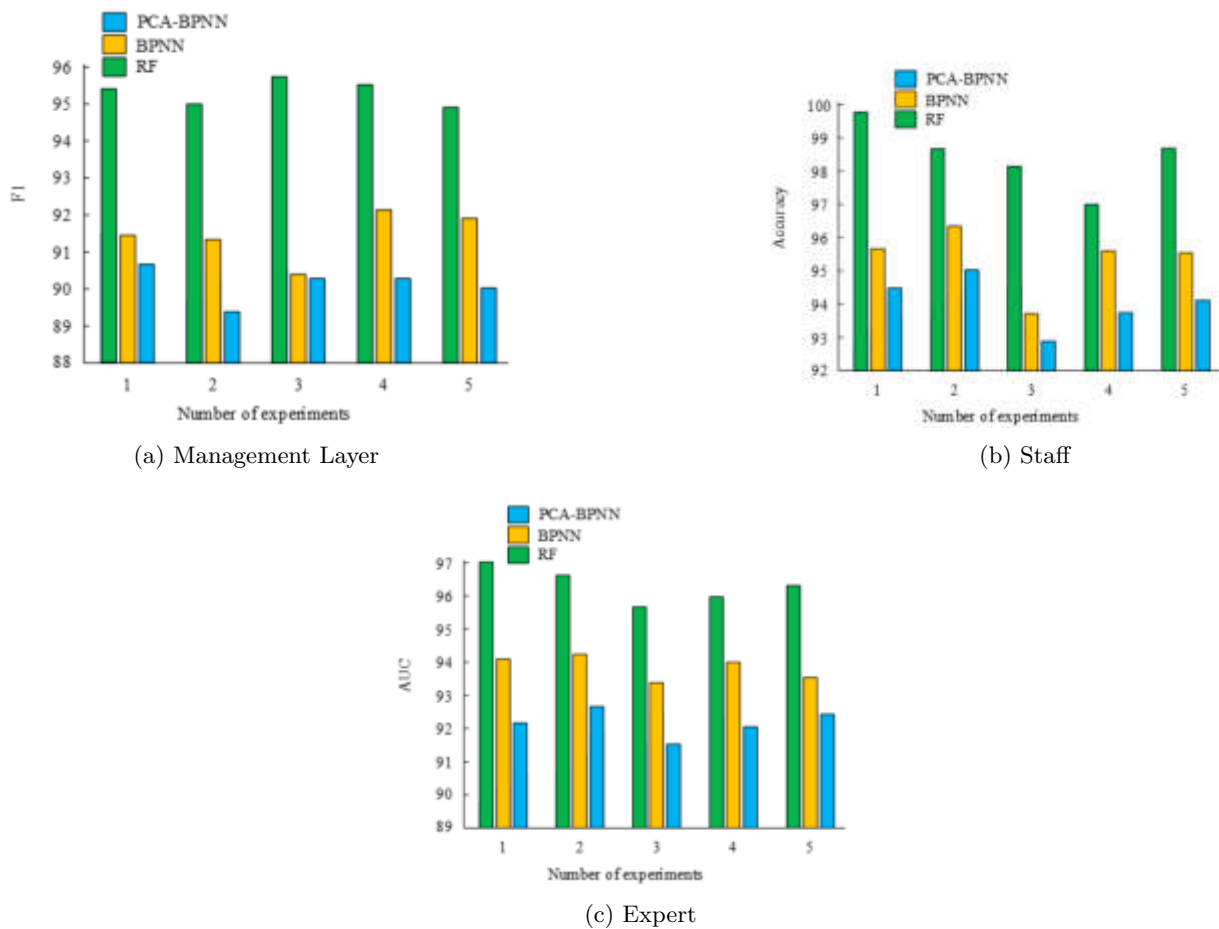 PCA-BPNN
BPNN
RF
96
95
94
93
92
91
90
89
88
F1
1 2 3 4 5
Number of experiments
(a) Management Layer
PCA-BPNN
BPNN
RF
100
99
98
97
96
95
94
93
92
Accuracy
1 2 3 4 5
Number of experiments
(b) Staff
PCA-BPNN
BPNN
RF
97
96
95
94
93
92
91
90
89
AUC
1 2 3 4 5
Number of experiments
(c) Expert